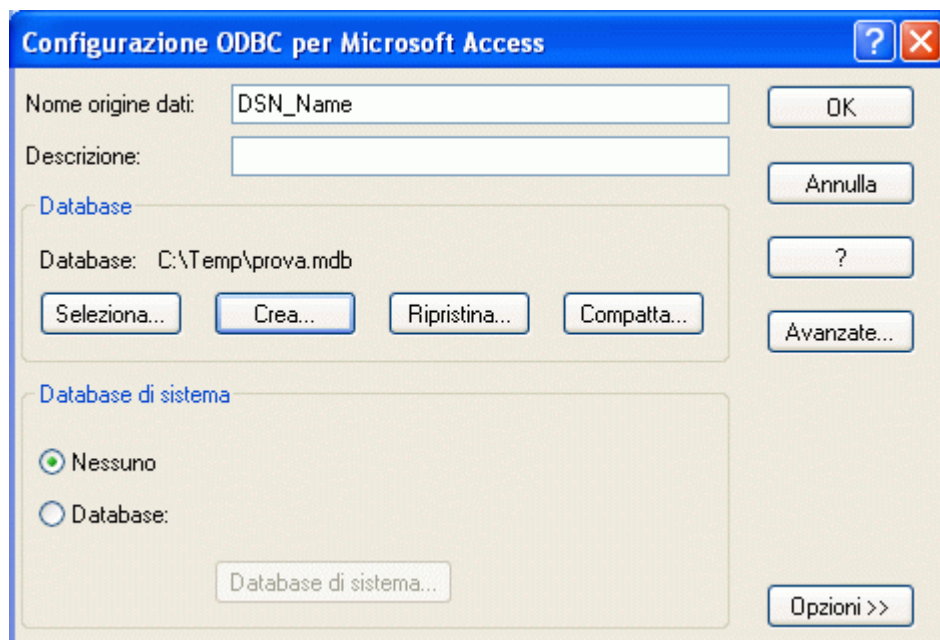 Configurazione ODBC per Microsoft Access
?
Nome origine dati: DSN_Name
OK
Descrizione:
Annulla
Database
Database: C:\Temp\prova.mdb
?
Seleziona... Crea... Ripristina... Compatta...
Avanzate...
Database di sistema
Nessuno
Database:
Database di sistema...
Opzioni >>